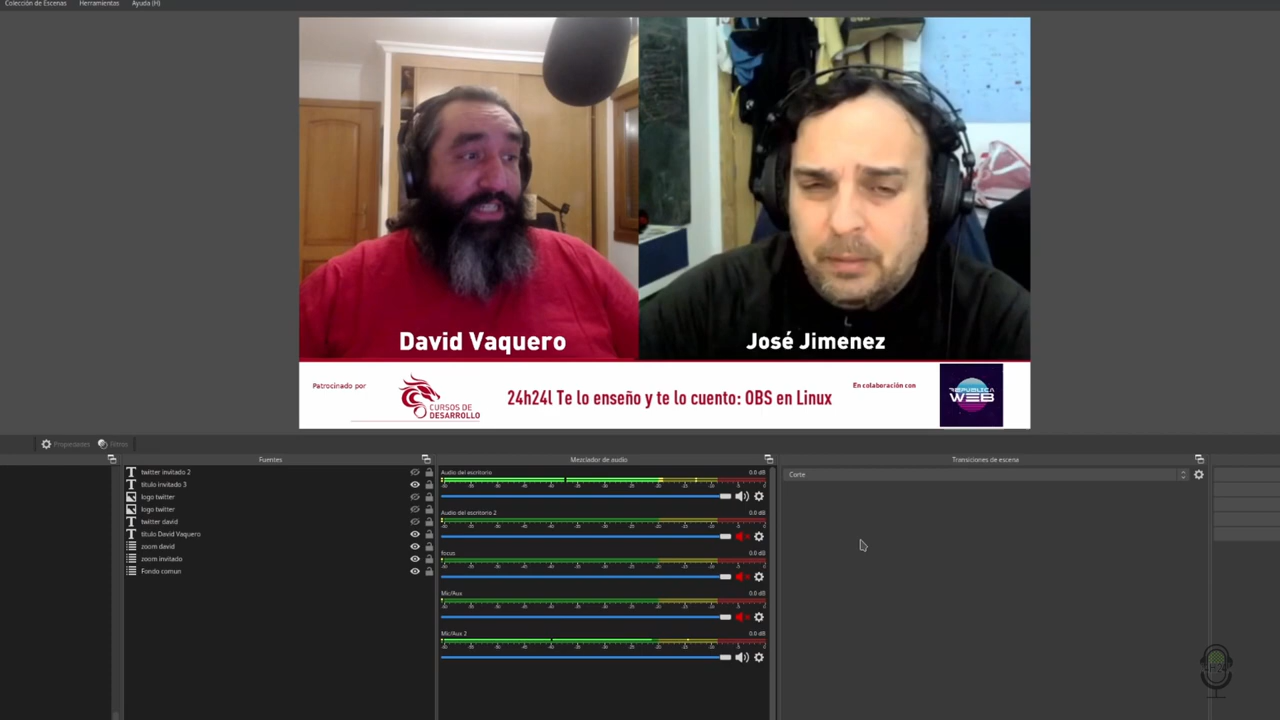 Colección de Escenas Herramientas Ayuda (H)
David Vaquero
José Jimenez
Patrocinado por
CURSOS DE
DESARROLLO
24h24l Te lo enseño y te lo cuento: OBS en Linux
En colaboración con
REPUBLICA
WEB
Propiedades Filtros
Fuentes
Mezclador de audio
Transiciones de escena
twitter invitado 2
titulo invitado 3
logo twitter
logo twitter
twitter david
titulo David Vaquero
zoom david
zoom invitado
Fondo comun
Audio del escritorio 0.0 dB
Audio del escritorio 2 0.0 dB
focus 0.0 dB
Mic/Aux 0.0 dB
Mic/Aux 2 0.0 dB
Corte